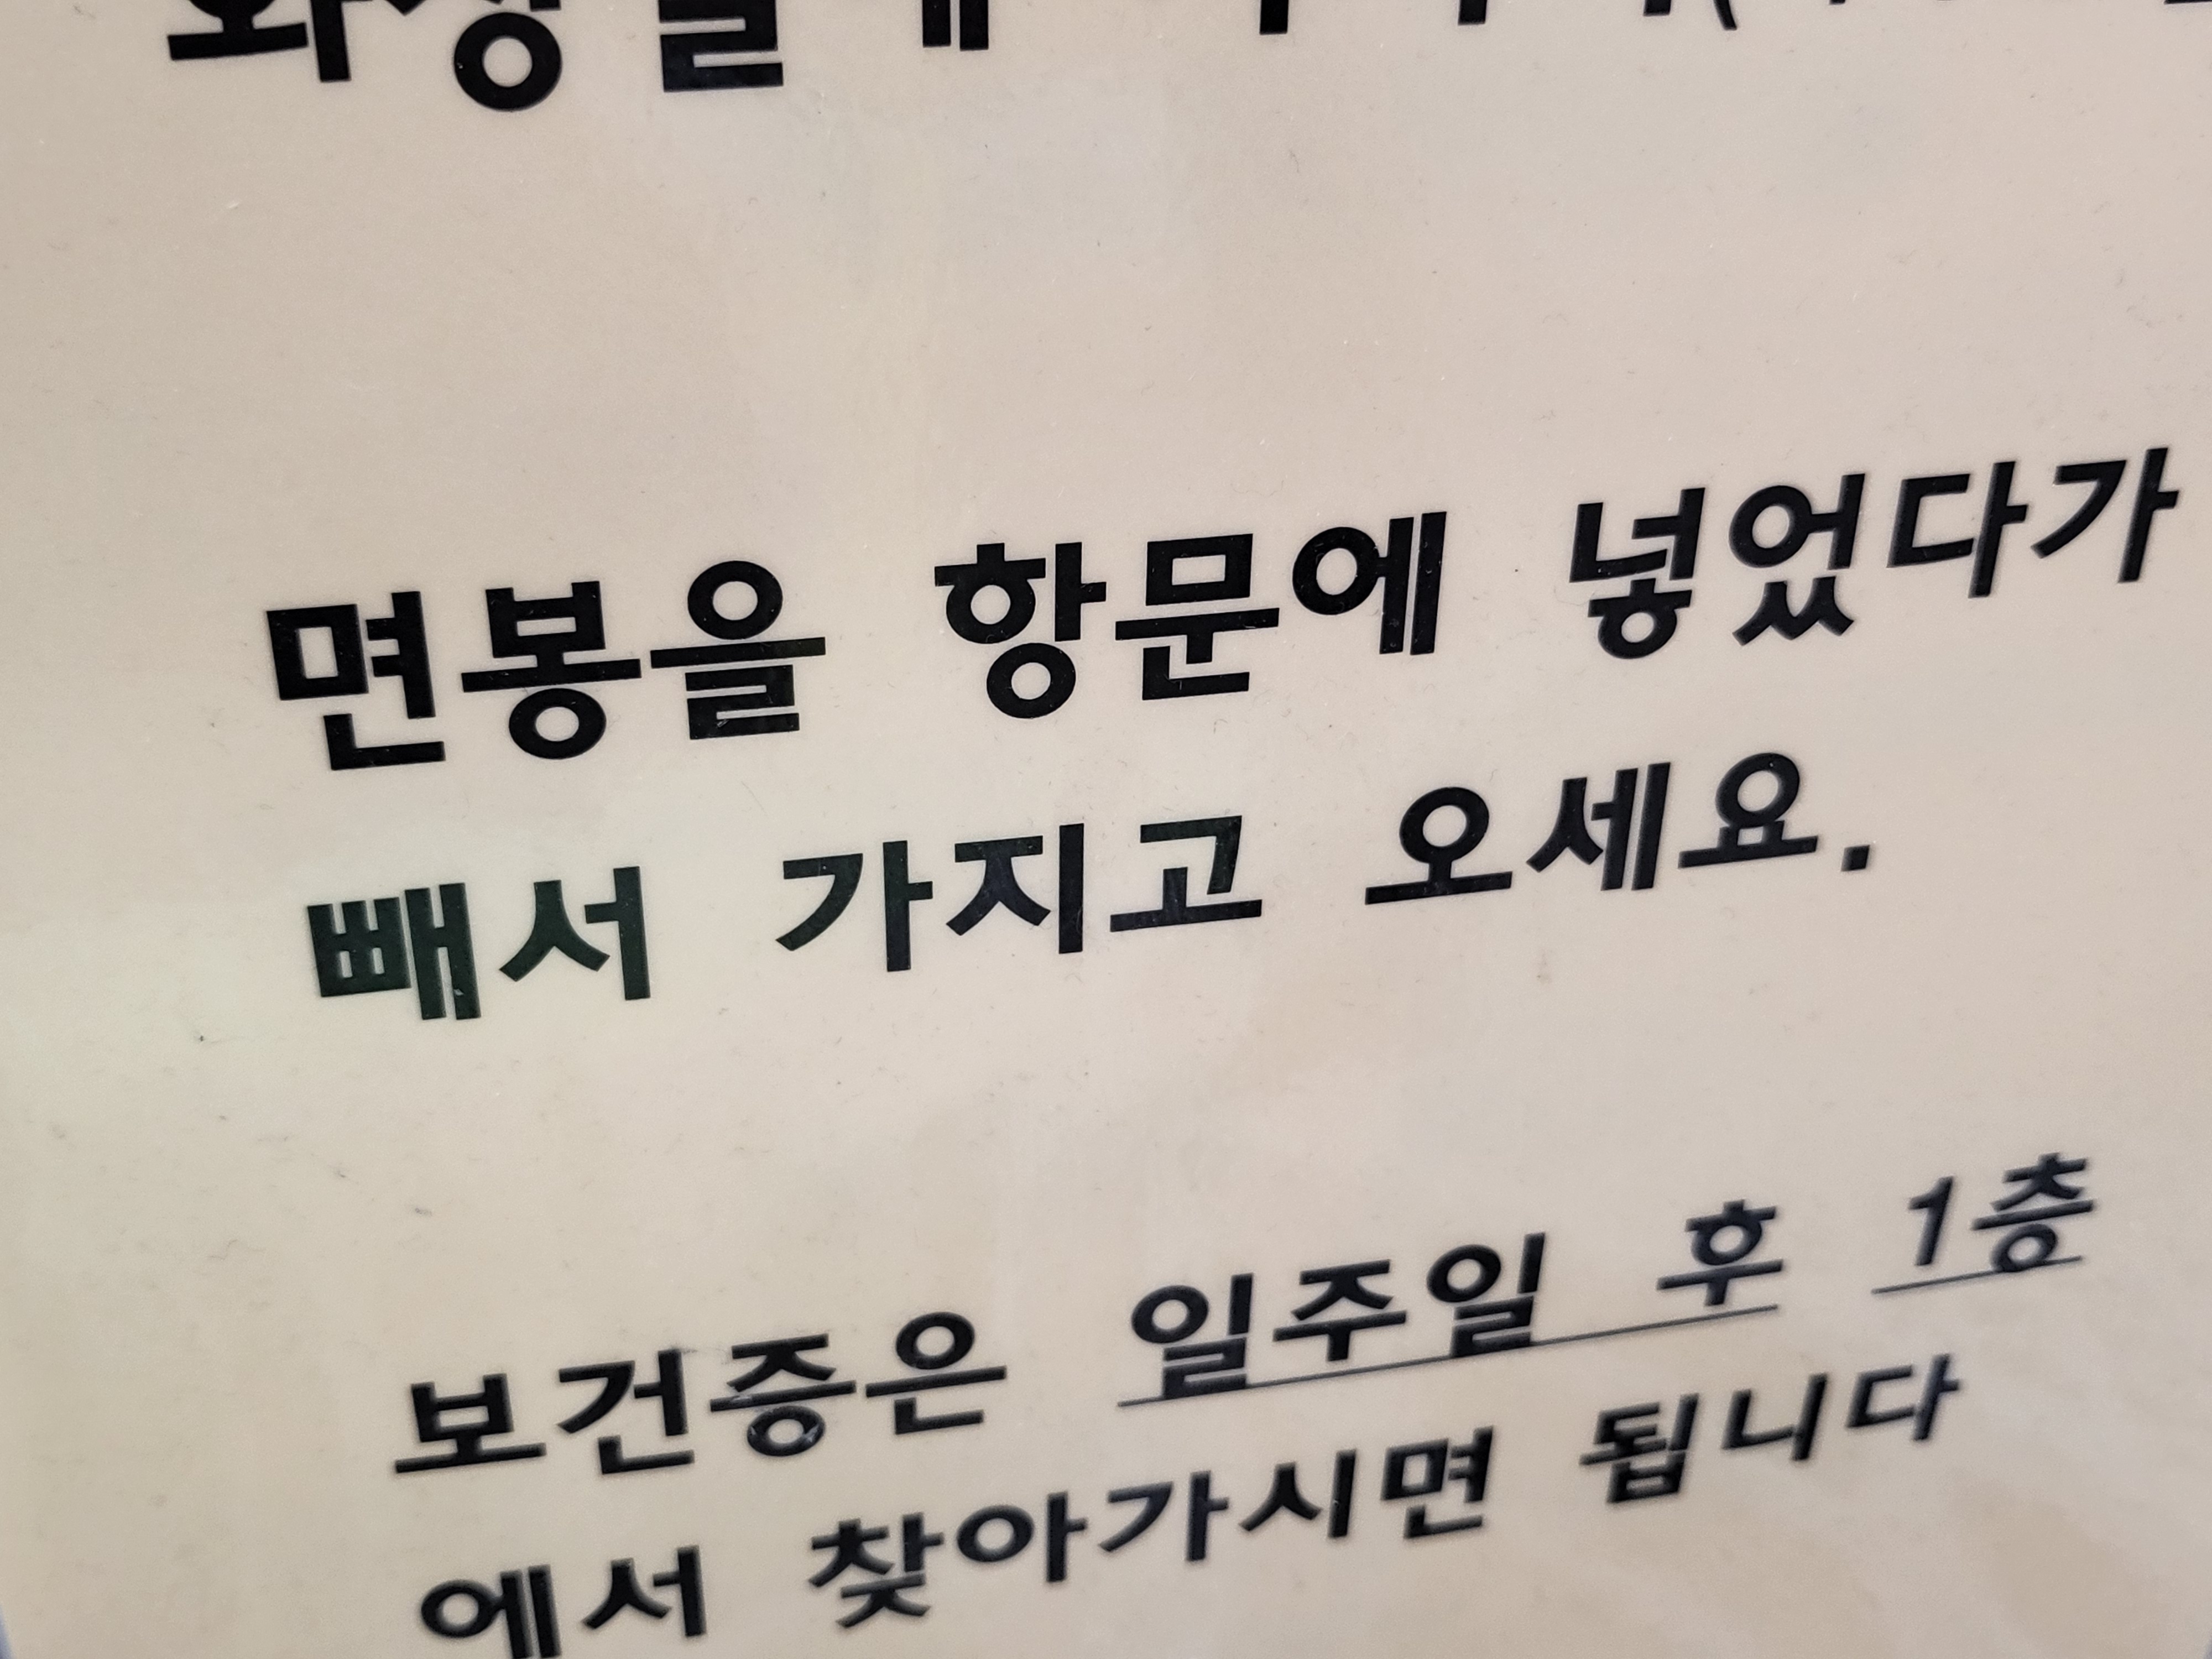 면봉을 항문에 넣었다가
빼서 가지고 오세요.
보건증은 일주일 후 1층
에서 찾아가시면 됩니다